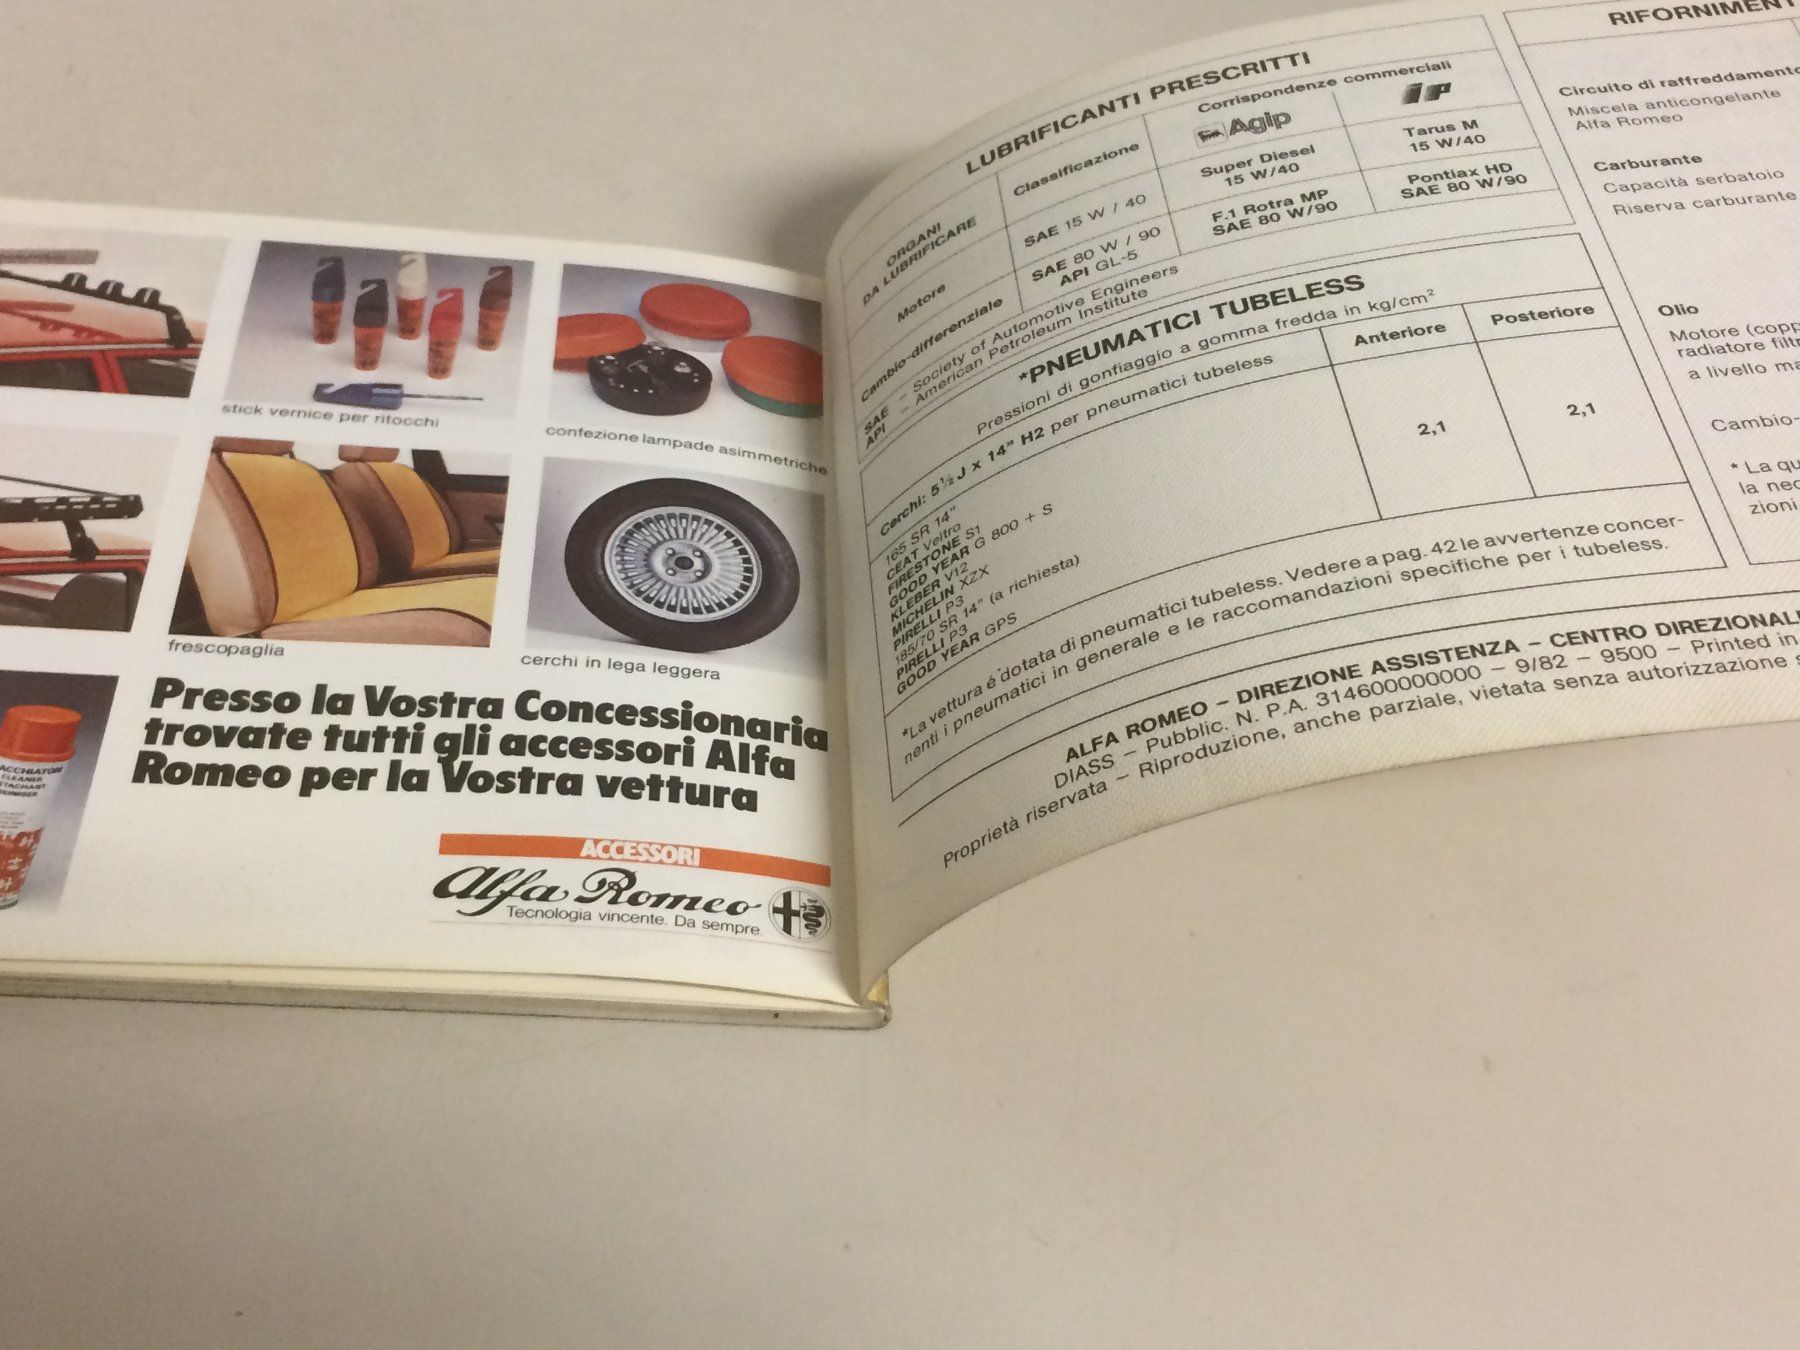 stick vernice per ritocchi
confezione lampade asimmetriche
frescopaglia
cerchi in lega leggera
CLEANER
Presso la Vostra Concessionaria
trovate tutti gli accessori Alfa
Romeo per la Vostra vettura
ACCESSORI
Alfa Romeo
Tecnologia vincente. Da sempre.
LUBRIFICANTI PRESCRITTI
ORGANI
DA LUBRIFICARE
Classificazione
Corrispondenze commerciali
Agip
IP
Motore
SAE 15 W / 40
Super Diesel
15 W/40
Tarus M
15 W/40
Cambio-differenziale
SAE 80 W / 90
API GL-5
F.1 Rotra MP
SAE 80 W/90
Pontiax HD
SAE 80 W/90
SAE – Society of Automotive Engineers
API – American Petroleum Institute
*PNEUMATICI TUBELESS
Pressioni di gonfiaggio a gomma fredda in kg/cm²
Anteriore
Posteriore
Cerchi: 5½ J x 14” H2 per pneumatici tubeless
165 SR 14”
CEAT Veltro
FIRESTONE S1
GOOD YEAR G 800 + S
KLEBER V12
MICHELIN XZX
PIRELLI P3
185/70 SR 14” (a richiesta)
PIRELLI P3
GOOD YEAR GPS
2,1
2,1
*La vettura é dotata di pneumatici tubeless. Vedere a pag. 42 le avvertenze concer-
nenti i pneumatici in generale e le raccomandazioni specifiche per i tubeless.
ALFA ROMEO – DIREZIONE ASSISTENZA – CENTRO DIREZIONAL
DIASS – Pubblic. N. P.A. 314600000000 – 9/82 – 9500 – Printed in
Proprietà riservata – Riproduzione, anche parziale, vietata senza autorizzazione s
RIFORNIMENT
Circuito di raffreddamento
Miscela anticongelante
Alfa Romeo
Carburante
Capacità serbatoio
Riserva carburante
Olio
Motore (copp
radiatore filtr
a livello ma
Cambio-
* La qu
la nec
zioni